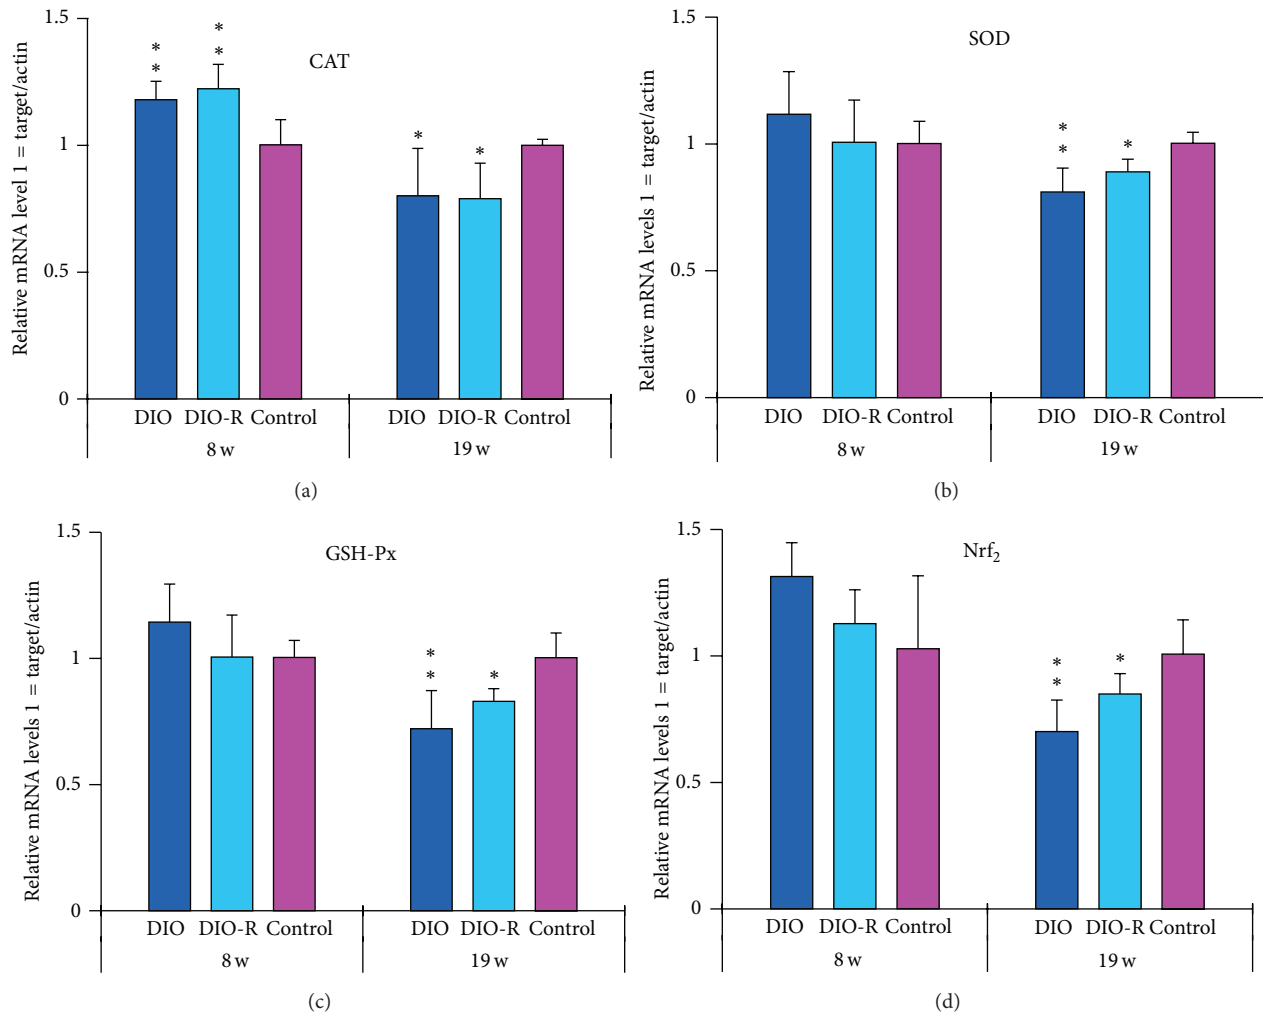 Relative mRNA level 1 = target/actin
1.5
1
0.5
0
CAT
* *
* *
*
*
DIO DIO-R Control DIO DIO-R Control
8 w 19 w
(a)
Relative mRNA levels 1 = target/actin
1.5
1
0.5
0
SOD
* *
*
DIO DIO-R Control DIO DIO-R Control
8 w 19 w
(b)
Relative mRNA levels 1 = target/actin
1.5
1
0.5
0
GSH-Px
* *
*
DIO DIO-R Control DIO DIO-R Control
8 w 19 w
(c)
Relative mRNA levels 1 = target/actin
1.5
1
0.5
0
Nrf2
* *
*
DIO DIO-R Control DIO DIO-R Control
8 w 19 w
(d)